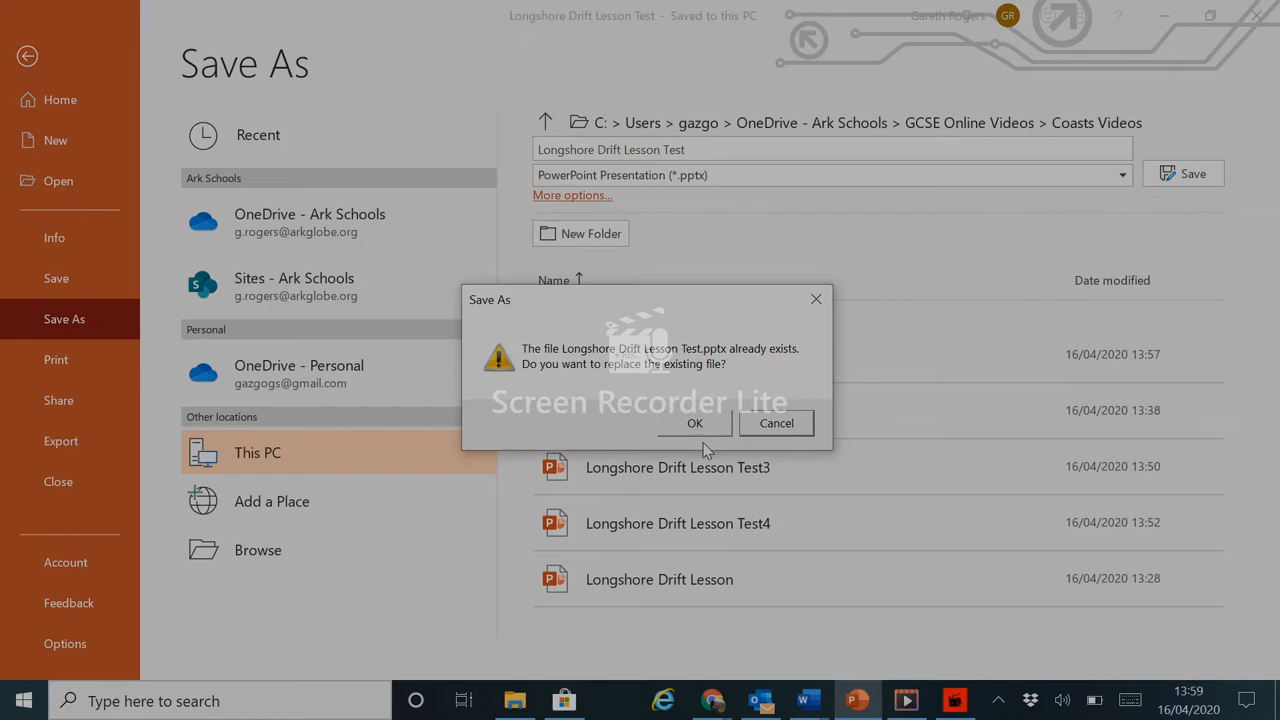 Longshore Drift Lesson Test - Saved to this PC
Gareth Rogers
GR
?
Save As
Home
New
Open
Info
Save
Save As
Print
Share
Export
Close
Account
Feedback
Options
Recent
Ark Schools
OneDrive - Ark Schools
g.rogers@arkglobe.org
Sites - Ark Schools
g.rogers@arkglobe.org
Personal
OneDrive - Personal
gazgogs@gmail.com
Other locations
This PC
Add a Place
Browse
C: > Users > gazgo > OneDrive - Ark Schools > GCSE Online Videos > Coasts Videos
Longshore Drift Lesson Test
PowerPoint Presentation (*.pptx)
Save
More options...
New Folder
Name ↑
Date modified
16/04/2020 13:57
16/04/2020 13:38
Longshore Drift Lesson Test3
16/04/2020 13:50
Longshore Drift Lesson Test4
16/04/2020 13:52
Longshore Drift Lesson
16/04/2020 13:28
Save As
The file Longshore Drift Lesson Test.pptx already exists.
Do you want to replace the existing file?
Screen Recorder Lite
OK
Cancel
Type here to search
13:59
16/04/2020